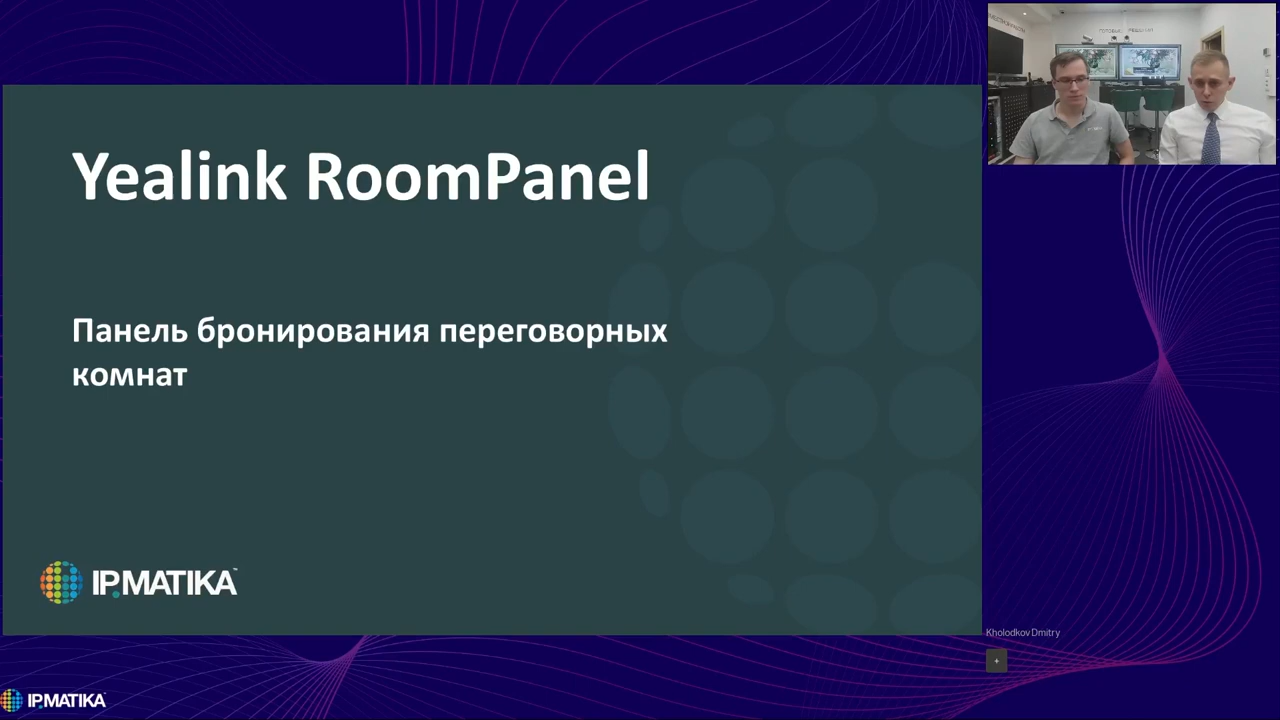 Yealink RoomPanel
Панель бронирования переговорных
комнат
IPMATIKA
Kholodkov Dmitry
IPMATIKA